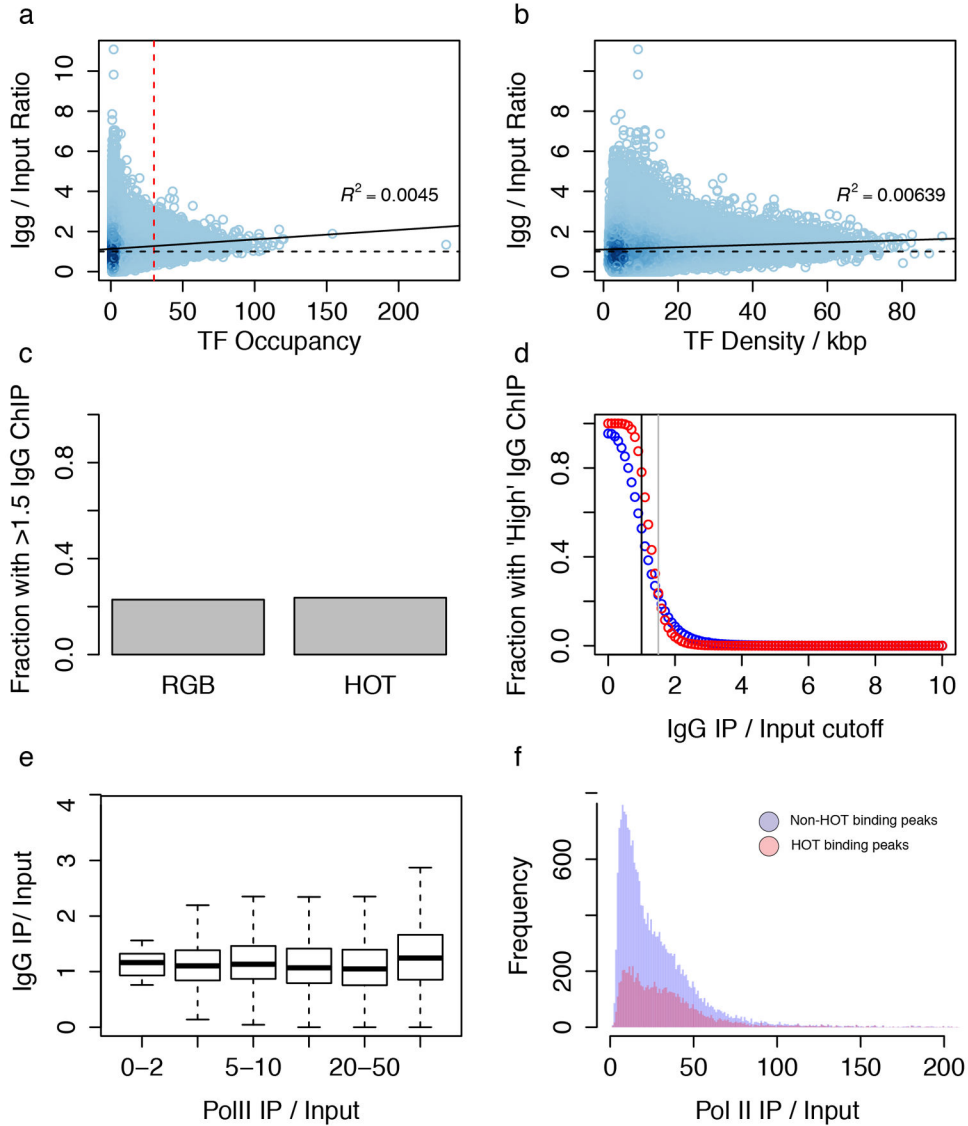 a
Igg / Input Ratio
0 2 4 6 8 10
R² = 0.0045
0 50 100 150 200
TF Occupancy
b
Igg / Input Ratio
0 2 4 6 8
R² = 0.00639
0 20 40 60 80
TF Density / kbp
c
Fraction with >1.5 IgG ChIP
0.0 0.4 0.8
RGB HOT
d
Fraction with 'High' IgG ChIP
0.0 0.4 0.8
0 2 4 6 8 10
IgG IP / Input cutoff
e
IgG IP/ Input
0 1 2 3 4
0−2 5−10 20−50
PolII IP / Input
f
Frequency
0 200 600
Non-HOT binding peaks
HOT binding peaks
0 50 100 150 200
Pol II IP / Input